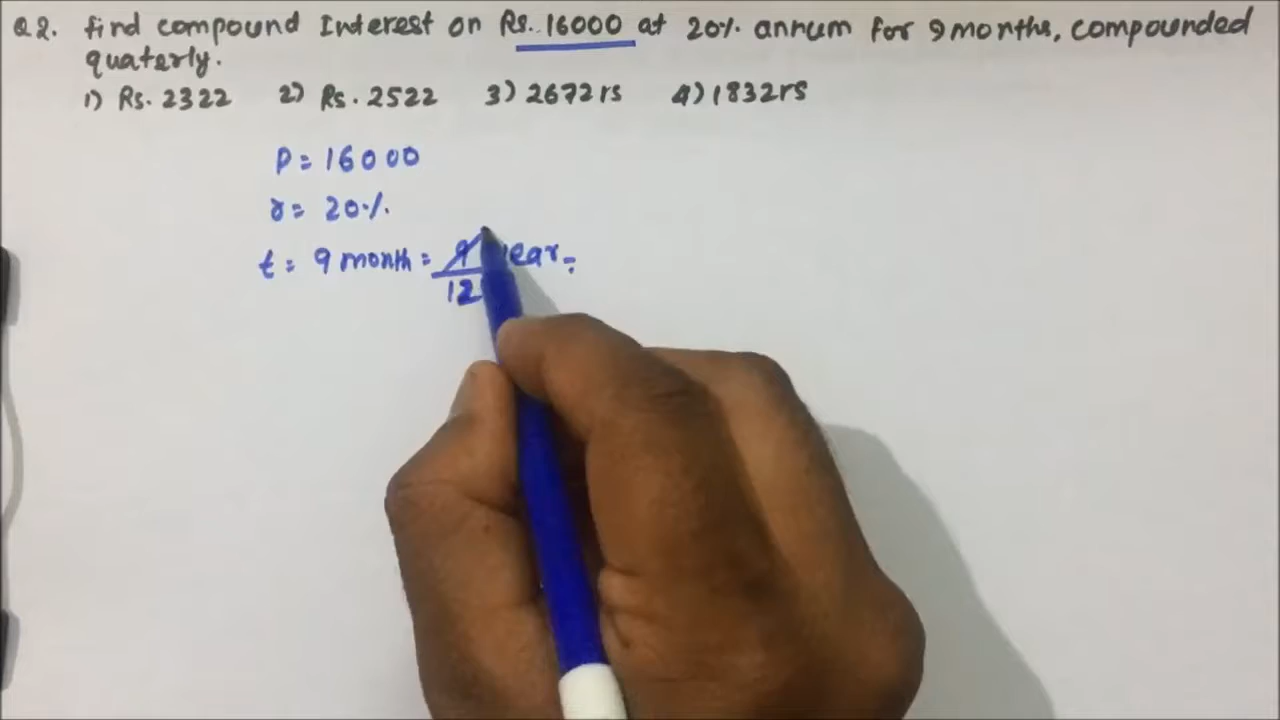 Q2. find compound Interest on Rs. 16000 at 20% annum for 9 months, compounded
quaterly.
1) Rs. 2322 2) Rs. 2522 3) 2672 rs 4) 1832 rs
P = 16000
r = 20%
t = 9 month = 9/12 year =